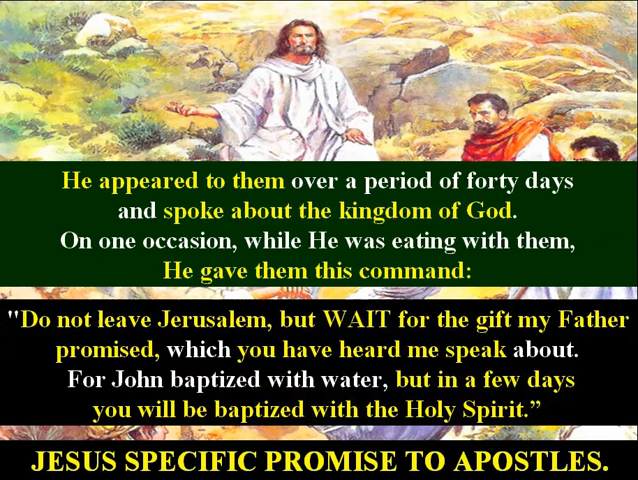 He appeared to them over a period of forty days
and spoke about the kingdom of God.
On one occasion, while He was eating with them,
He gave them this command:
"Do not leave Jerusalem, but WAIT for the gift my Father
promised, which you have heard me speak about.
For John baptized with water, but in a few days
you will be baptized with the Holy Spirit.”
JESUS SPECIFIC PROMISE TO APOSTLES.